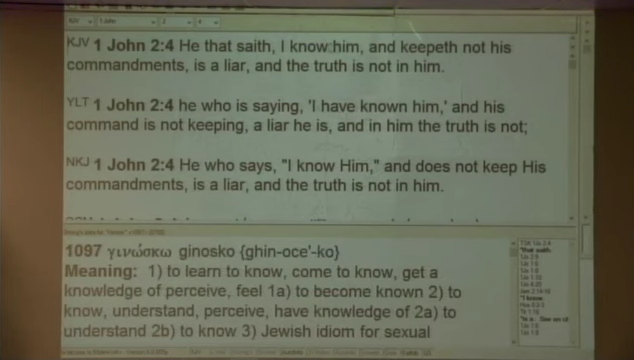 KJV 1 John 2:4 He that saith, I know him, and keepeth not his
commandments, is a liar, and the truth is not in him.
YLT 1 John 2:4 he who is saying, 'I have known him,' and his
command is not keeping, a liar he is, and in him the truth is not;
NKJ 1 John 2:4 He who says, "I know Him," and does not keep His
commandments, is a liar, and the truth is not in him.
1097 γινώσκω ginosko {ghin-oce'-ko}
Meaning: 1) to learn to know, come to know, get a
knowledge of perceive, feel 1a) to become known 2) to
know, understand, perceive, have knowledge of 2a) to
understand 2b) to know 3) Jewish idiom for sexual